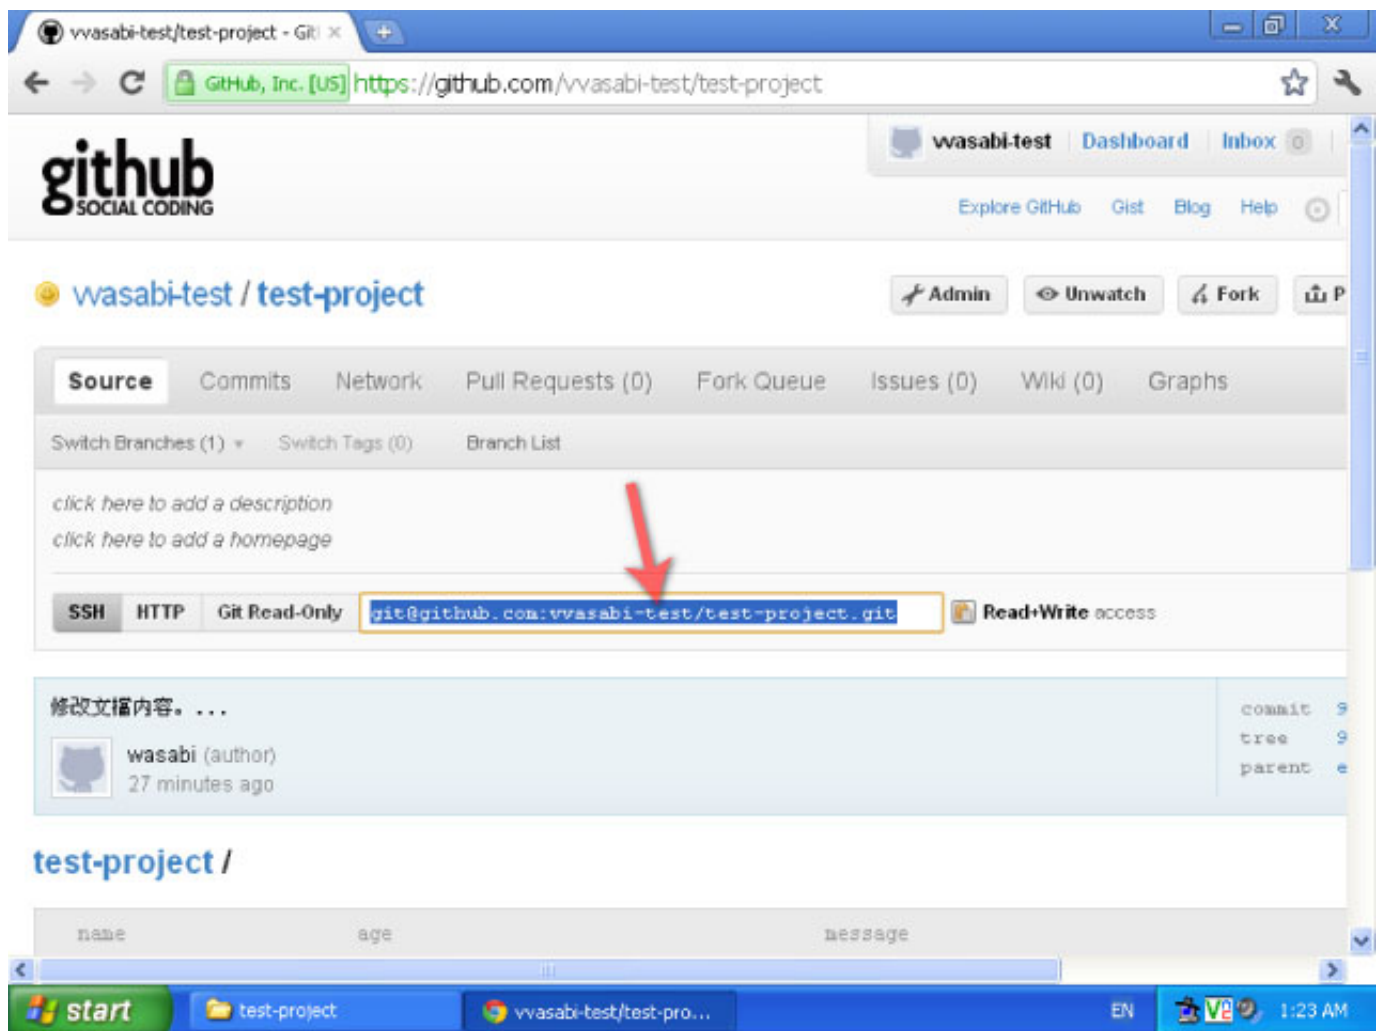 vvasabi-test/test-project - Git
GitHub, Inc. [US] https://github.com/vvasabi-test/test-project
github
SOCIAL CODING
vvasabi-test Dashboard Inbox 0
Explore GitHub Gist Blog Help
vvasabi-test / test-project
Admin Unwatch Fork P
Source Commits Network Pull Requests (0) Fork Queue Issues (0) Wiki (0) Graphs
Switch Branches (1) Switch Tags (0) Branch List
click here to add a description
click here to add a homepage
SSH HTTP Git Read-Only git@github.com:vvasabi-test/test-project.git Read+Write access
修改文檔内容。...
wasabi (author)
27 minutes ago
commit 9
tree 9
parent e
test-project /
name age message
start test-project vvasabi-test/test-pro... EN 1:23 AM